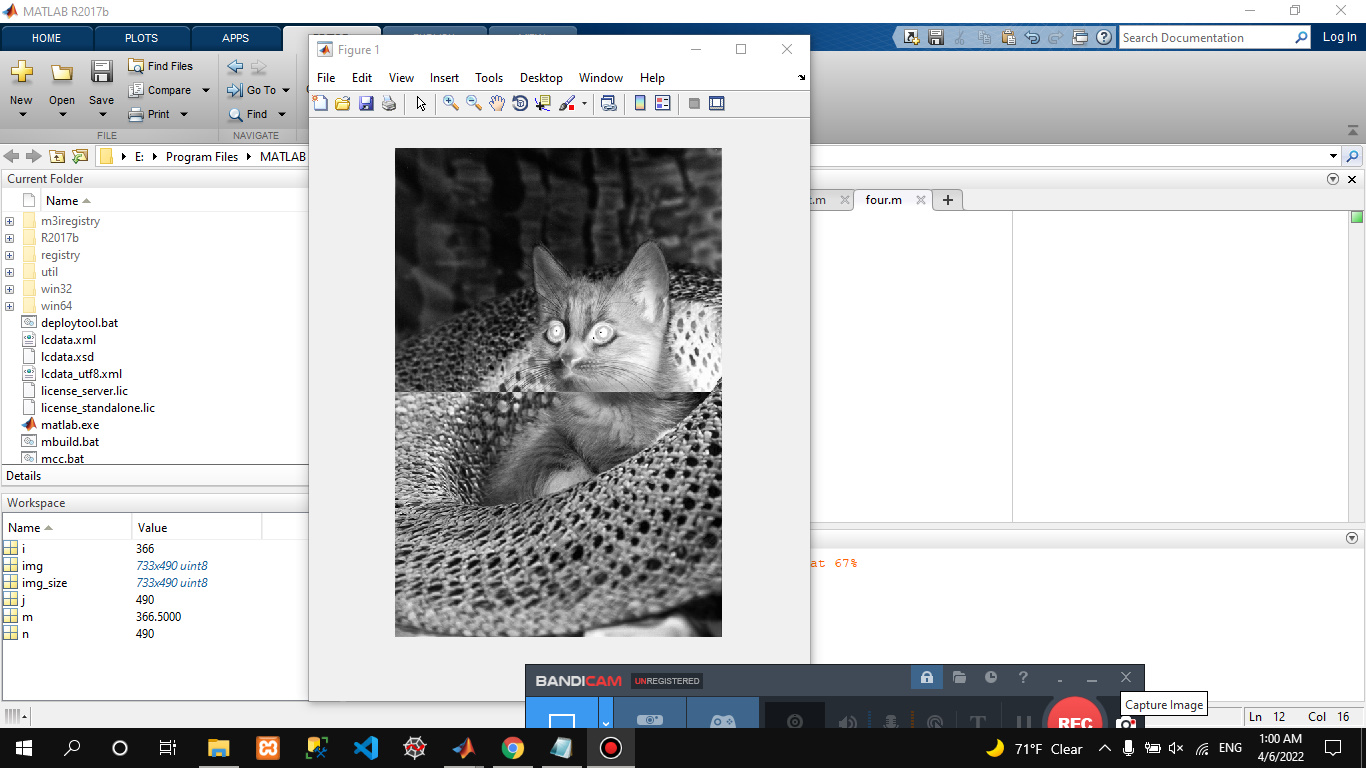 MATLAB R2017b
HOME
PLOTS
APPS
Search Documentation
Log In
New
Open
Save
Find Files
Compare
Print
Go To
Find
FILE
NAVIGATE
E: Program Files MATLAB
Current Folder
Name
m3iregistry
R2017b
registry
util
win32
win64
deploytool.bat
lcdata.xml
lcdata.xsd
lcdata_utf8.xml
license_server.lic
license_standalone.lic
matlab.exe
mbuild.bat
mcc.bat
Details
Workspace
Name Value
i 366
img 733x490 uint8
img_size 733x490 uint8
j 490
m 366.5000
n 490
Figure 1
File Edit View Insert Tools Desktop Window Help
t.m
four.m
at 67%
BANDICAM
UNREGISTERED
REC
Capture Image
Ln 12 Col 16
71°F Clear
ENG
1:00 AM
4/6/2022